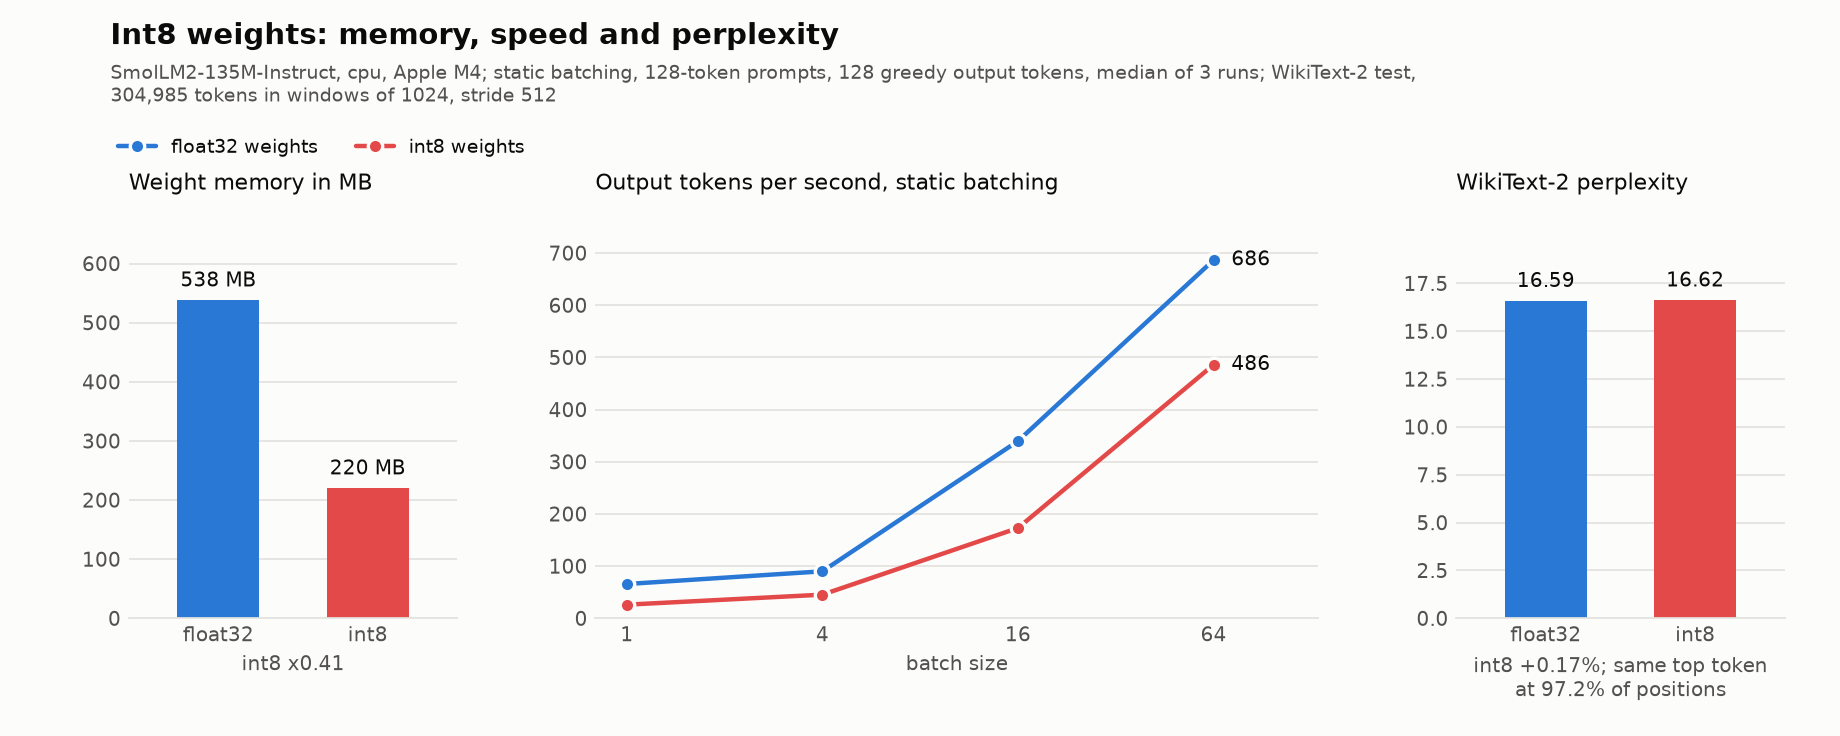 Int8 weights: memory, speed and perplexity
SmolLM2-135M-Instruct, cpu, Apple M4; static batching, 128-token prompts, 128 greedy output tokens, median of 3 runs; WikiText-2 test,
304,985 tokens in windows of 1024, stride 512
float32 weights
int8 weights
Weight memory in MB
600
500
400
300
200
100
0
538 MB
220 MB
float32
int8
int8 x0.41
Output tokens per second, static batching
700
600
500
400
300
200
100
0
686
486
1
4
16
64
batch size
WikiText-2 perplexity
17.5
15.0
12.5
10.0
7.5
5.0
2.5
0.0
16.59
16.62
float32
int8
int8 +0.17%; same top token
at 97.2% of positions